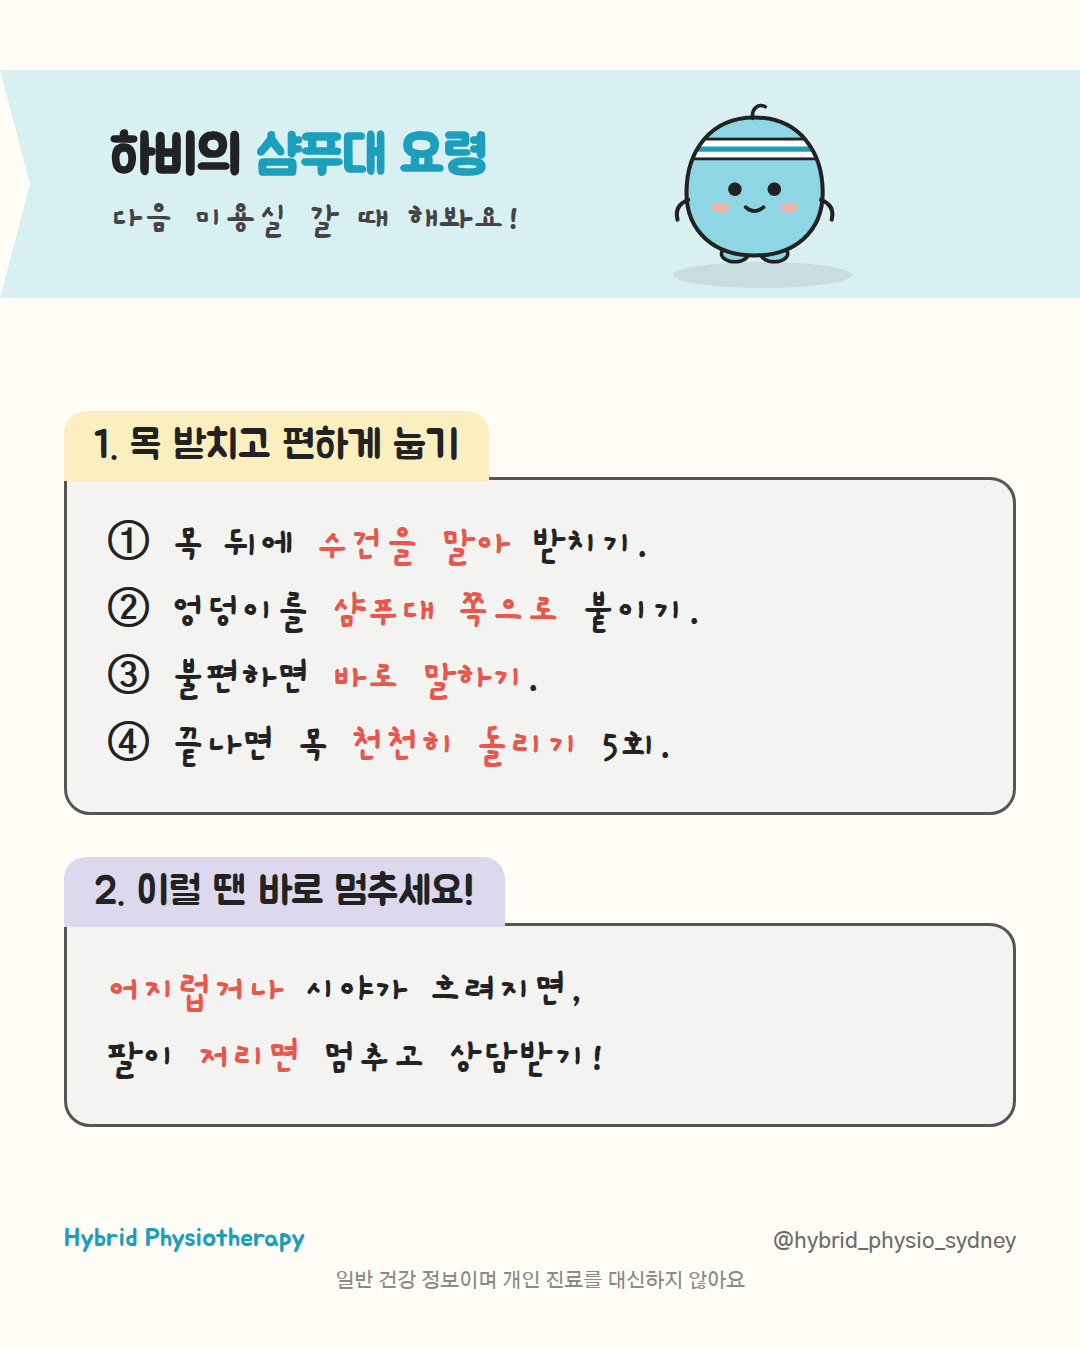 하비의 샴푸대 요령
다음 미용실 갈 때 해봐요!
1. 목 받치고 편하게 눕기
① 목 뒤에 수건을 말아 받치기.
② 엉덩이를 샴푸대 쪽으로 붙이기.
③ 불편하면 바로 말하기.
④ 끝나면 목 천천히 돌리기 5회.
2. 이럴 땐 바로 멈추세요!
어지럽거나 시야가 흐려지면,
팔이 저리면 멈추고 상담받기!
Hybrid Physiotherapy
@hybrid_physio_sydney
일반 건강 정보이며 개인 진료를 대신하지 않아요